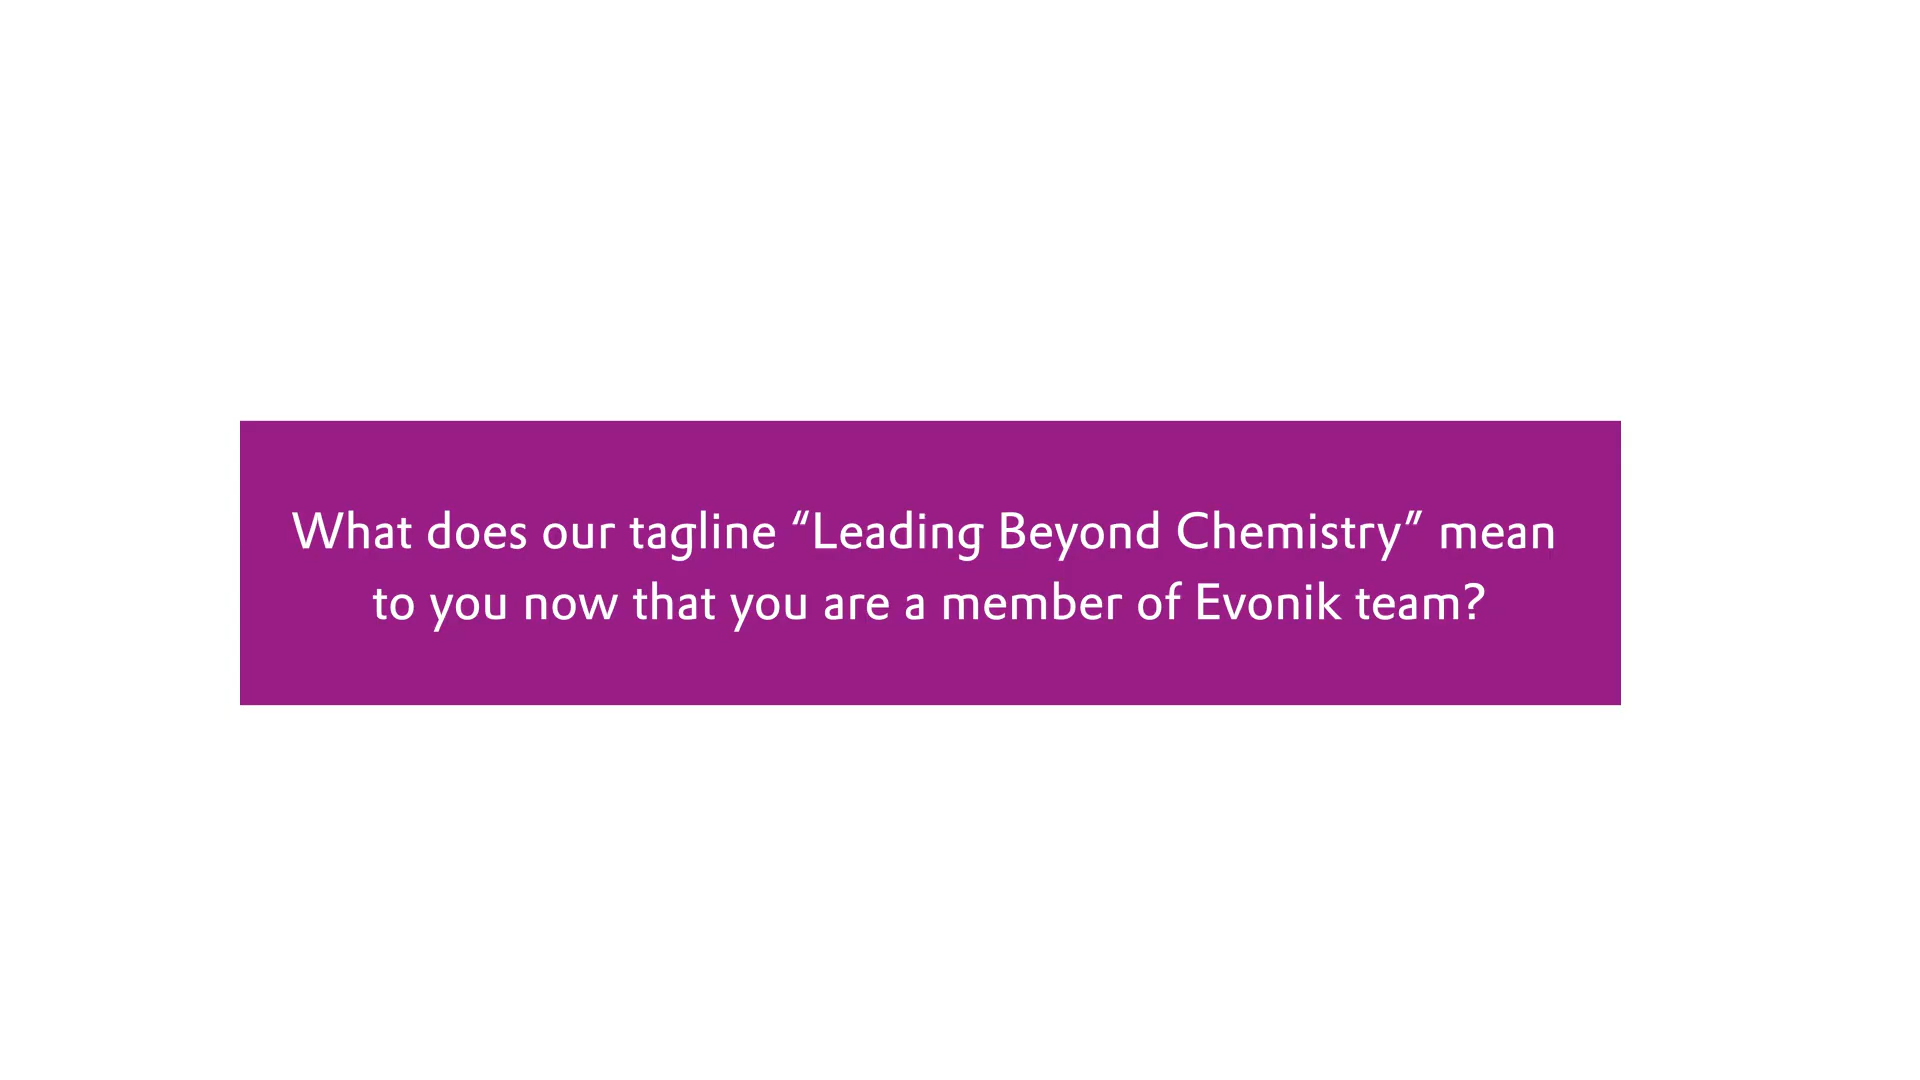 What does our tagline “Leading Beyond Chemistry” mean
to you now that you are a member of Evonik team?